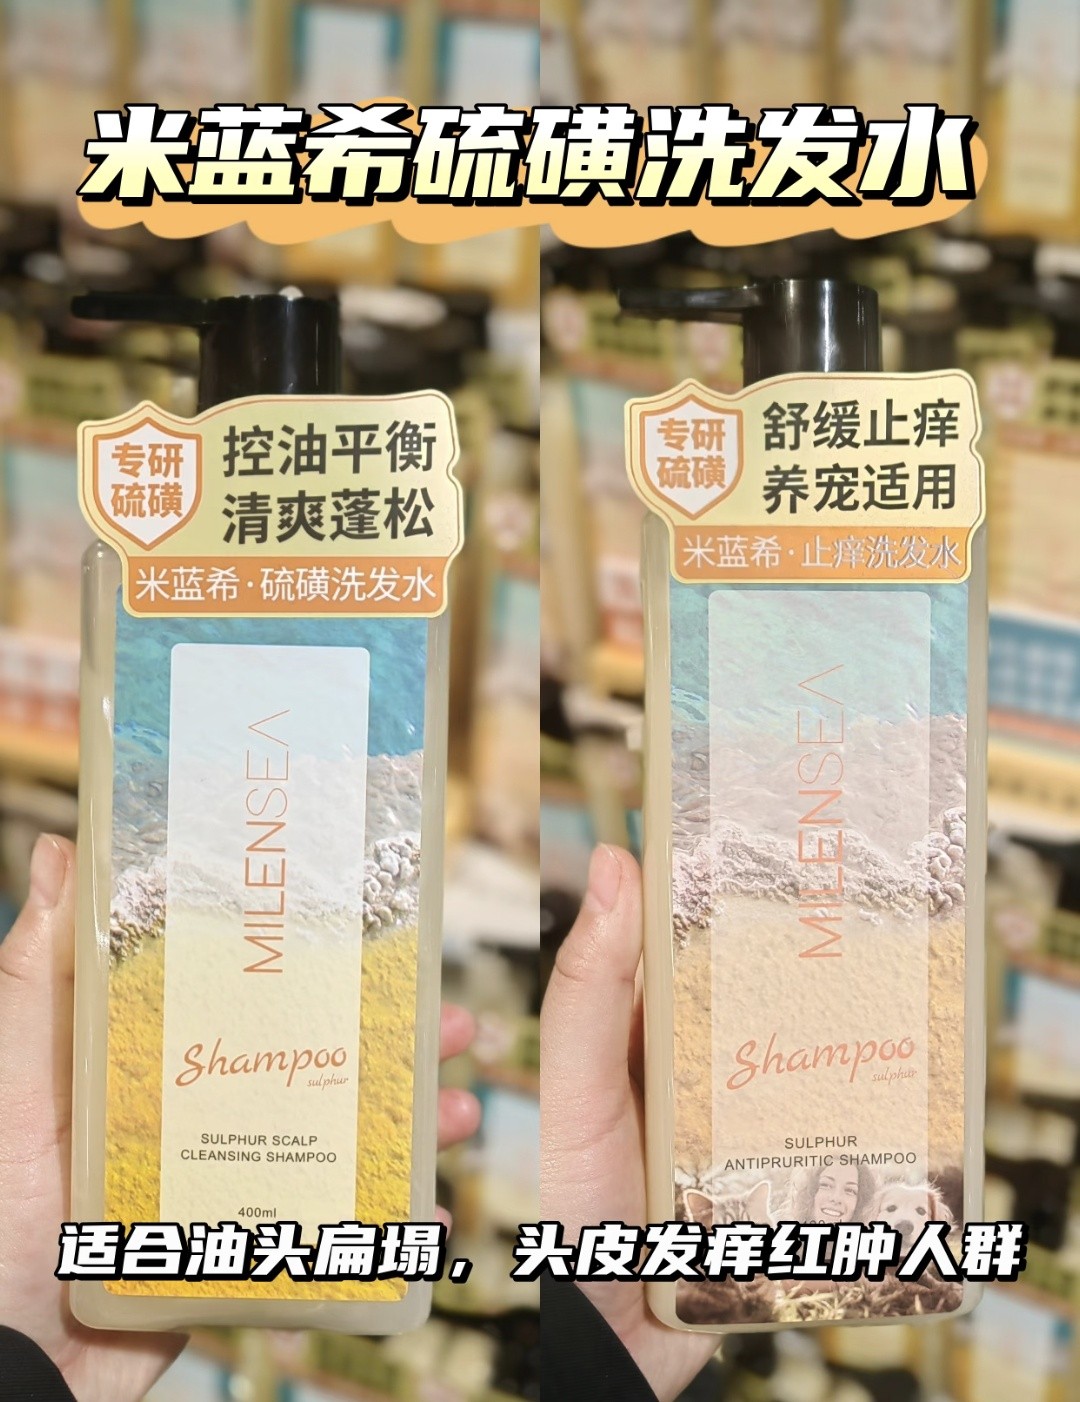 米蓝希硫磺洗发水
专研
硫磺
控油平衡
清爽蓬松
米蓝希·硫磺洗发水
MILENSEA
Shampoo
sulphur
SULPHUR SCALP
CLEANSING SHAMPOO
400ml
专研
硫磺
舒缓止痒
养宠适用
米蓝希·止痒洗发水
MILENSEA
Shampoo
sulphur
SULPHUR
ANTIPRURITIC SHAMPOO
适合油头扁塌，头皮发痒红肿人群